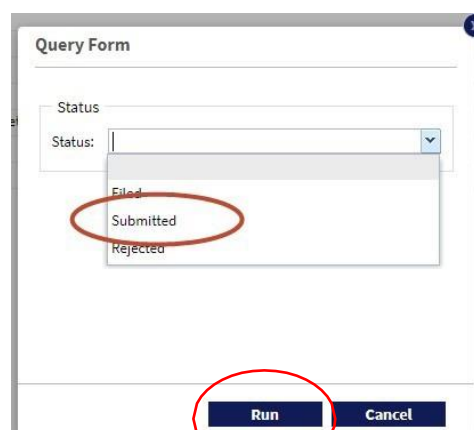 Query Form
Status
Status:
Filed
Submitted
Rejected
Run Cancel